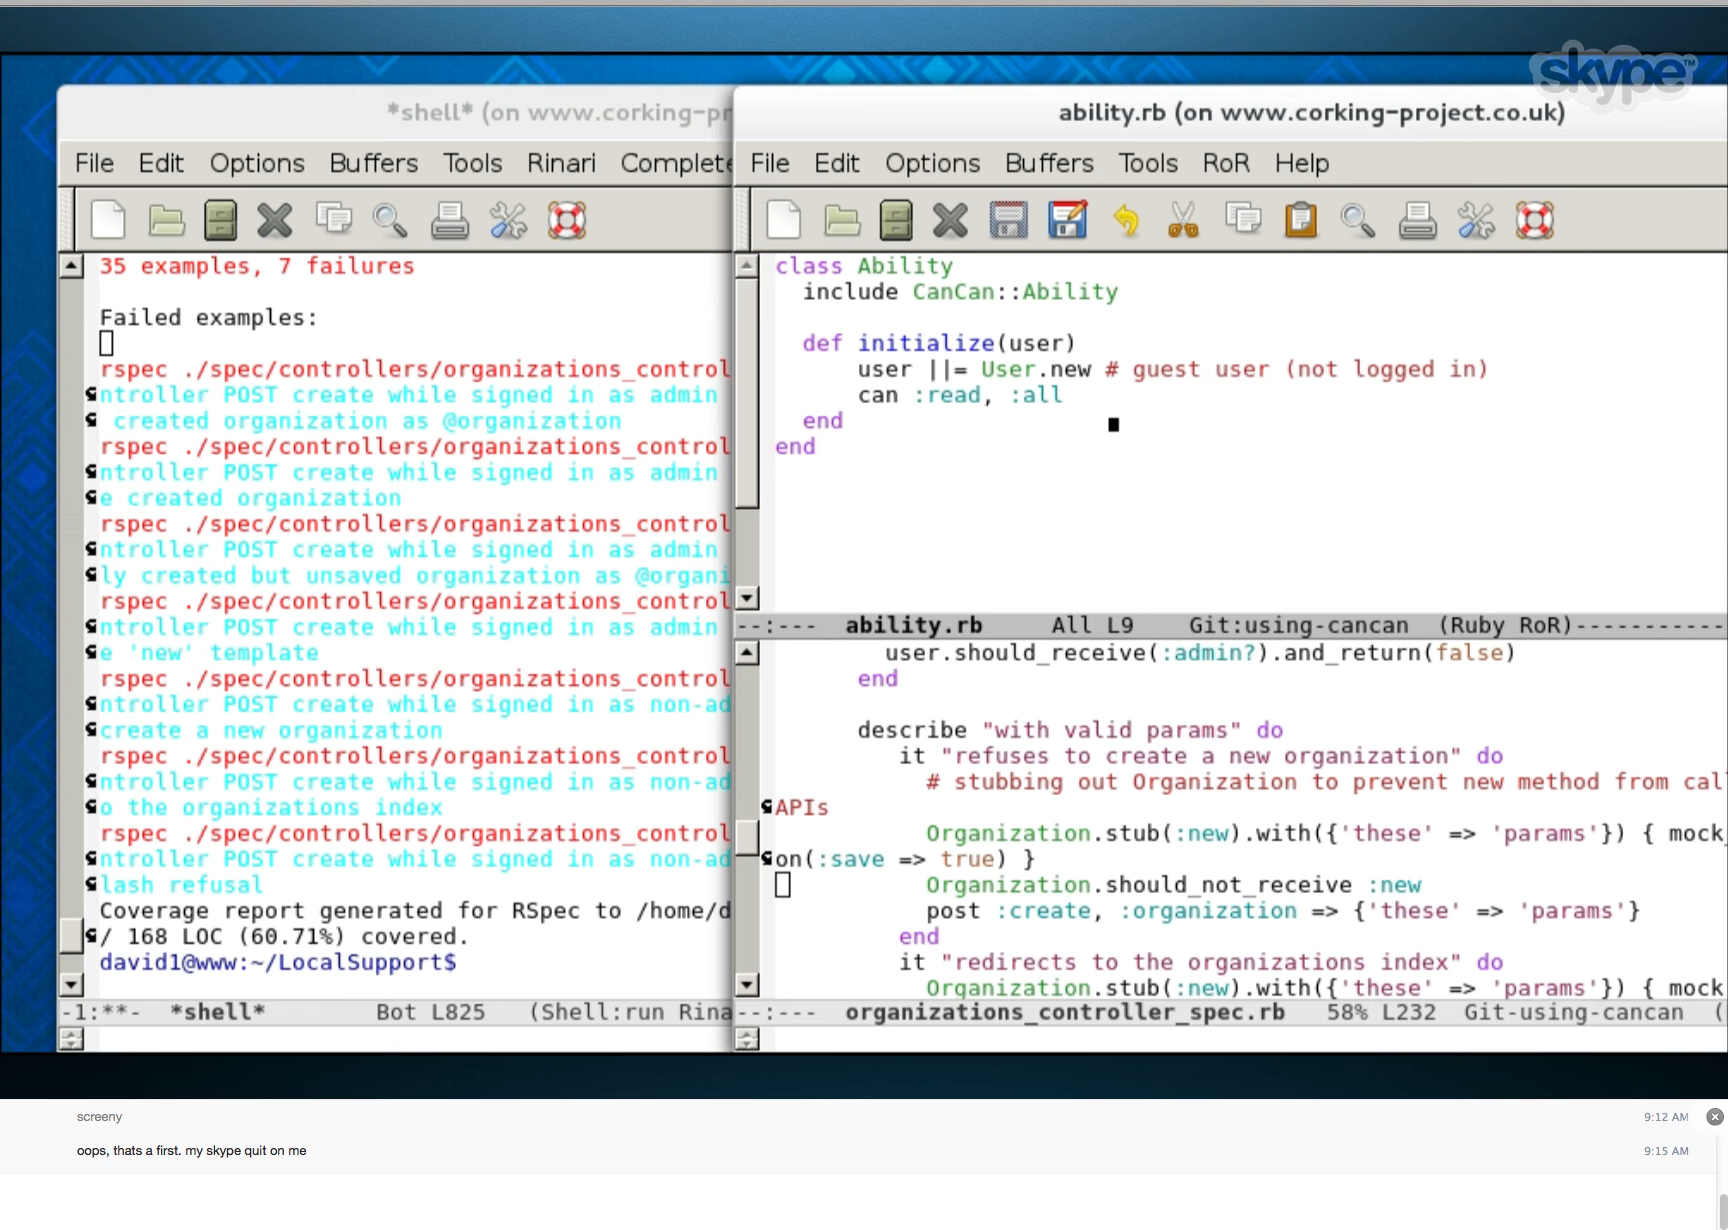 skype™
*shell* (on www.corking-pr
File Edit Options Buffers Tools Rinari Complete
35 examples, 7 failures
Failed examples:
rspec ./spec/controllers/organizations_control
ntroller POST create while signed in as admin
created organization as @organization
rspec ./spec/controllers/organizations_control
ntroller POST create while signed in as admin
e created organization
rspec ./spec/controllers/organizations_control
ntroller POST create while signed in as admin
ly created but unsaved organization as @organi
rspec ./spec/controllers/organizations_control
ntroller POST create while signed in as admin
e 'new' template
rspec ./spec/controllers/organizations_control
ntroller POST create while signed in as non-ad
create a new organization
rspec ./spec/controllers/organizations_control
ntroller POST create while signed in as non-ad
o the organizations index
rspec ./spec/controllers/organizations_control
ntroller POST create while signed in as non-ad
lash refusal
Coverage report generated for RSpec to /home/d
/ 168 LOC (60.71%) covered.
david1@www:~/LocalSupport$
-1:**-  *shell*  Bot L825  (Shell:run Rina
ability.rb (on www.corking-project.co.uk)
File Edit Options Buffers Tools RoR Help
class Ability
  include CanCan::Ability
  def initialize(user)
      user ||= User.new # guest user (not logged in)
      can :read, :all
  end
end
--:---  ability.rb  All L9  Git:using-cancan  (Ruby RoR)-----------
        user.should_receive(:admin?).and_return(false)
      end
      describe "with valid params" do
         it "refuses to create a new organization" do
           # stubbing out Organization to prevent new method from cal
APIs
           Organization.stub(:new).with({'these' => 'params'}) { mock_
on(:save => true) }
           Organization.should_not_receive :new
           post :create, :organization => {'these' => 'params'}
         end
         it "redirects to the organizations index" do
           Organization.stub(:new).with({'these' => 'params'}) { mock
--:---  organizations_controller_spec.rb  58% L232  Git-using-cancan  (
screeny 9:12 AM
oops, thats a first. my skype quit on me 9:15 AM